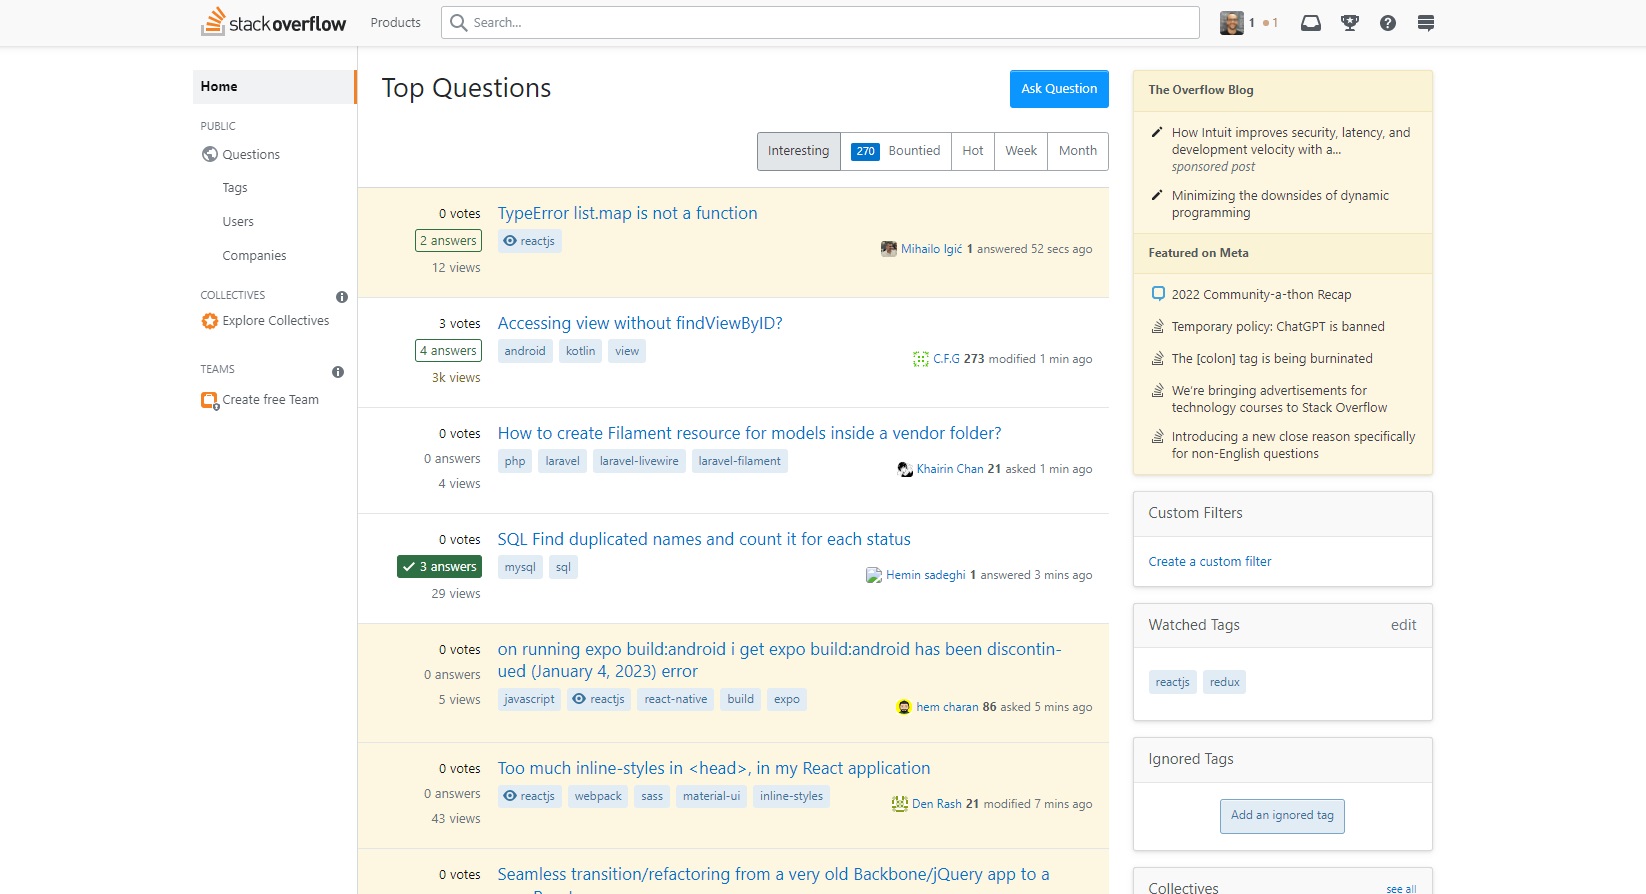 stackoverflow
Products
Search...
1 1
Home
PUBLIC
Questions
Tags
Users
Companies
COLLECTIVES
Explore Collectives
TEAMS
Create free Team
Top Questions
Ask Question
Interesting 270 Bountied Hot Week Month
0 votes
2 answers
12 views
TypeError list.map is not a function
reactjs
Mihailo Igić 1 answered 52 secs ago
3 votes
4 answers
3k views
Accessing view without findViewByID?
android kotlin view
C.F.G 273 modified 1 min ago
0 votes
0 answers
4 views
How to create Filament resource for models inside a vendor folder?
php laravel laravel-livewire laravel-filament
Khairin Chan 21 asked 1 min ago
0 votes
3 answers
29 views
SQL Find duplicated names and count it for each status
mysql sql
Hemin sadeghi 1 answered 3 mins ago
0 votes
0 answers
5 views
on running expo build:android i get expo build:android has been discontin-
ued (January 4, 2023) error
javascript reactjs react-native build expo
hem charan 86 asked 5 mins ago
0 votes
0 answers
43 views
Too much inline-styles in <head>, in my React application
reactjs webpack sass material-ui inline-styles
Den Rash 21 modified 7 mins ago
0 votes
Seamless transition/refactoring from a very old Backbone/jQuery app to a
The Overflow Blog
How Intuit improves security, latency, and
development velocity with a...
sponsored post
Minimizing the downsides of dynamic
programming
Featured on Meta
2022 Community-a-thon Recap
Temporary policy: ChatGPT is banned
The [colon] tag is being burninated
We're bringing advertisements for
technology courses to Stack Overflow
Introducing a new close reason specifically
for non-English questions
Custom Filters
Create a custom filter
Watched Tags edit
reactjs redux
Ignored Tags
Add an ignored tag
Collectives see all